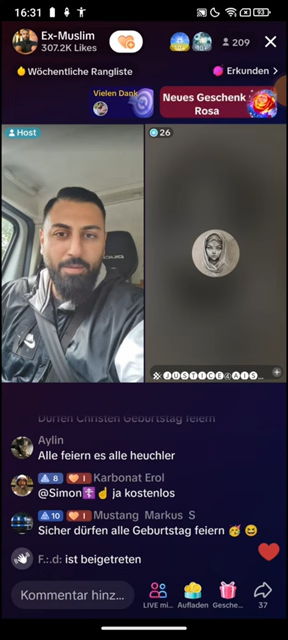 16:31
93
Ex-Muslim
307.2K Likes
209
Wöchentliche Rangliste
Erkunden >
Vielen Dank
Neues Geschenk
Rosa
Host
26
JUSTICE④AIS...
Dürfen Christen Geburtstag feiern
Aylin
Alle feiern es alle heuchler
8 I Karbonat Erol
@Simon✝️☝️ ja kostenlos
10 I Mustang Markus S
Sicher dürfen alle Geburtstag feiern 🥳 😆
F.:.d: ist beigetreten
Kommentar hinz...
LIVE mi...
Aufladen
Gesche...
37